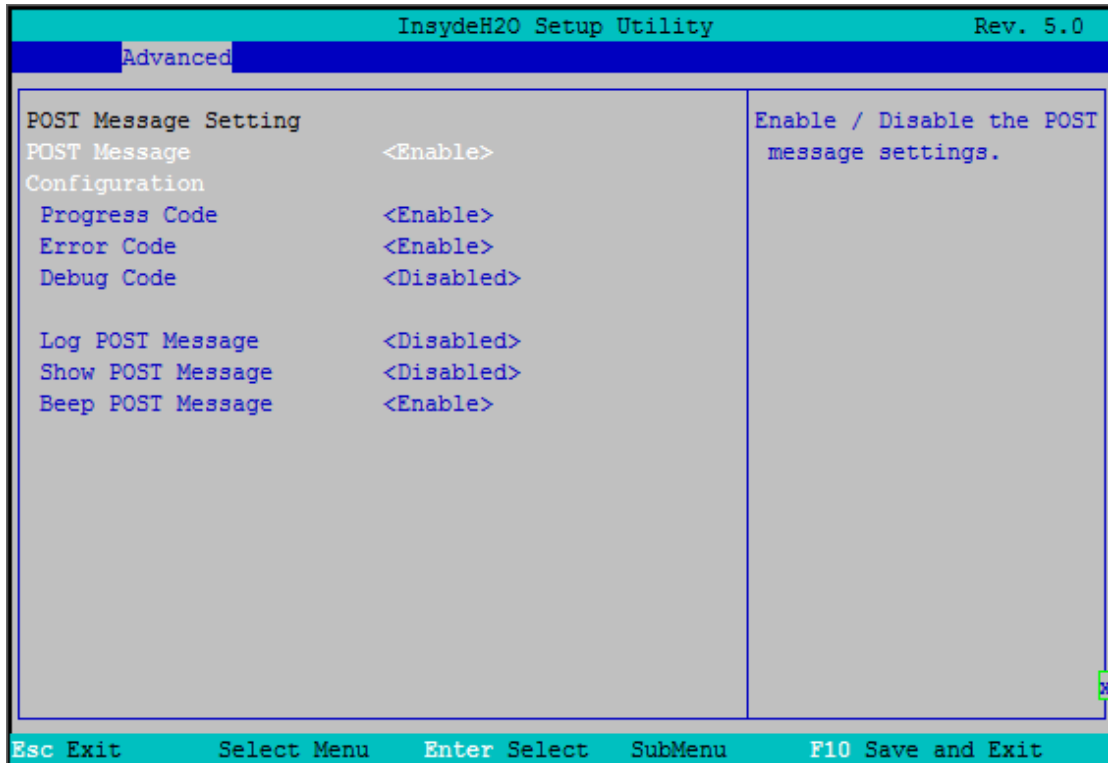 InsydeH2O Setup Utility Rev. 5.0
Advanced
POST Message Setting
POST Message <Enable>
Configuration
Progress Code <Enable>
Error Code <Enable>
Debug Code <Disabled>
Log POST Message <Disabled>
Show POST Message <Disabled>
Beep POST Message <Enable>
Enable / Disable the POST
message settings.
x
Esc Exit Select Menu Enter Select SubMenu F10 Save and Exit